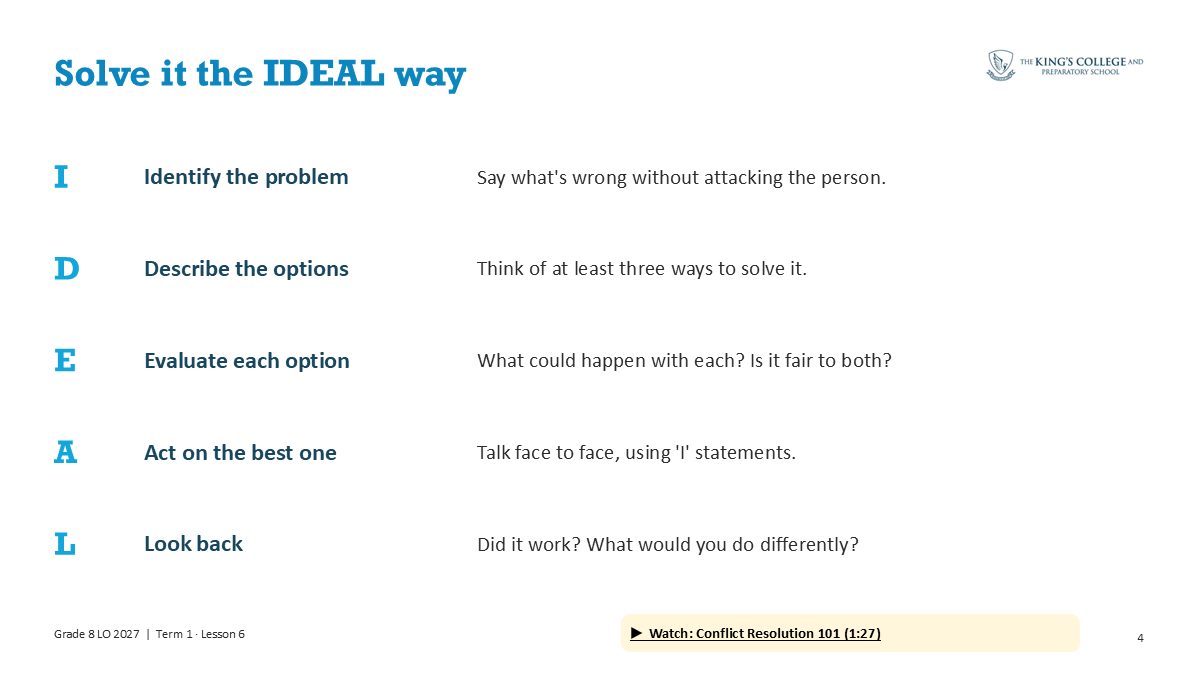 Solve it the IDEAL way
THE KING'S COLLEGE AND
PREPARATORY SCHOOL
I Identify the problem Say what's wrong without attacking the person.
D Describe the options Think of at least three ways to solve it.
E Evaluate each option What could happen with each? Is it fair to both?
A Act on the best one Talk face to face, using 'I' statements.
L Look back Did it work? What would you do differently?
Grade 8 LO 2027 | Term 1 · Lesson 6
▶ Watch: Conflict Resolution 101 (1:27)
4